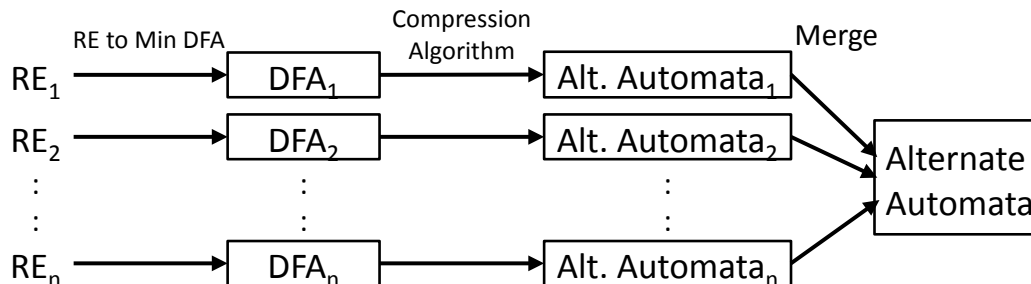 RE to Min DFA
Compression
Algorithm
Merge
RE₁
DFA₁
Alt. Automata₁
RE₂
DFA₂
Alt. Automata₂
Alternate
Automata
: : :
: : :
REₙ
DFAₙ
Alt. Automataₙ